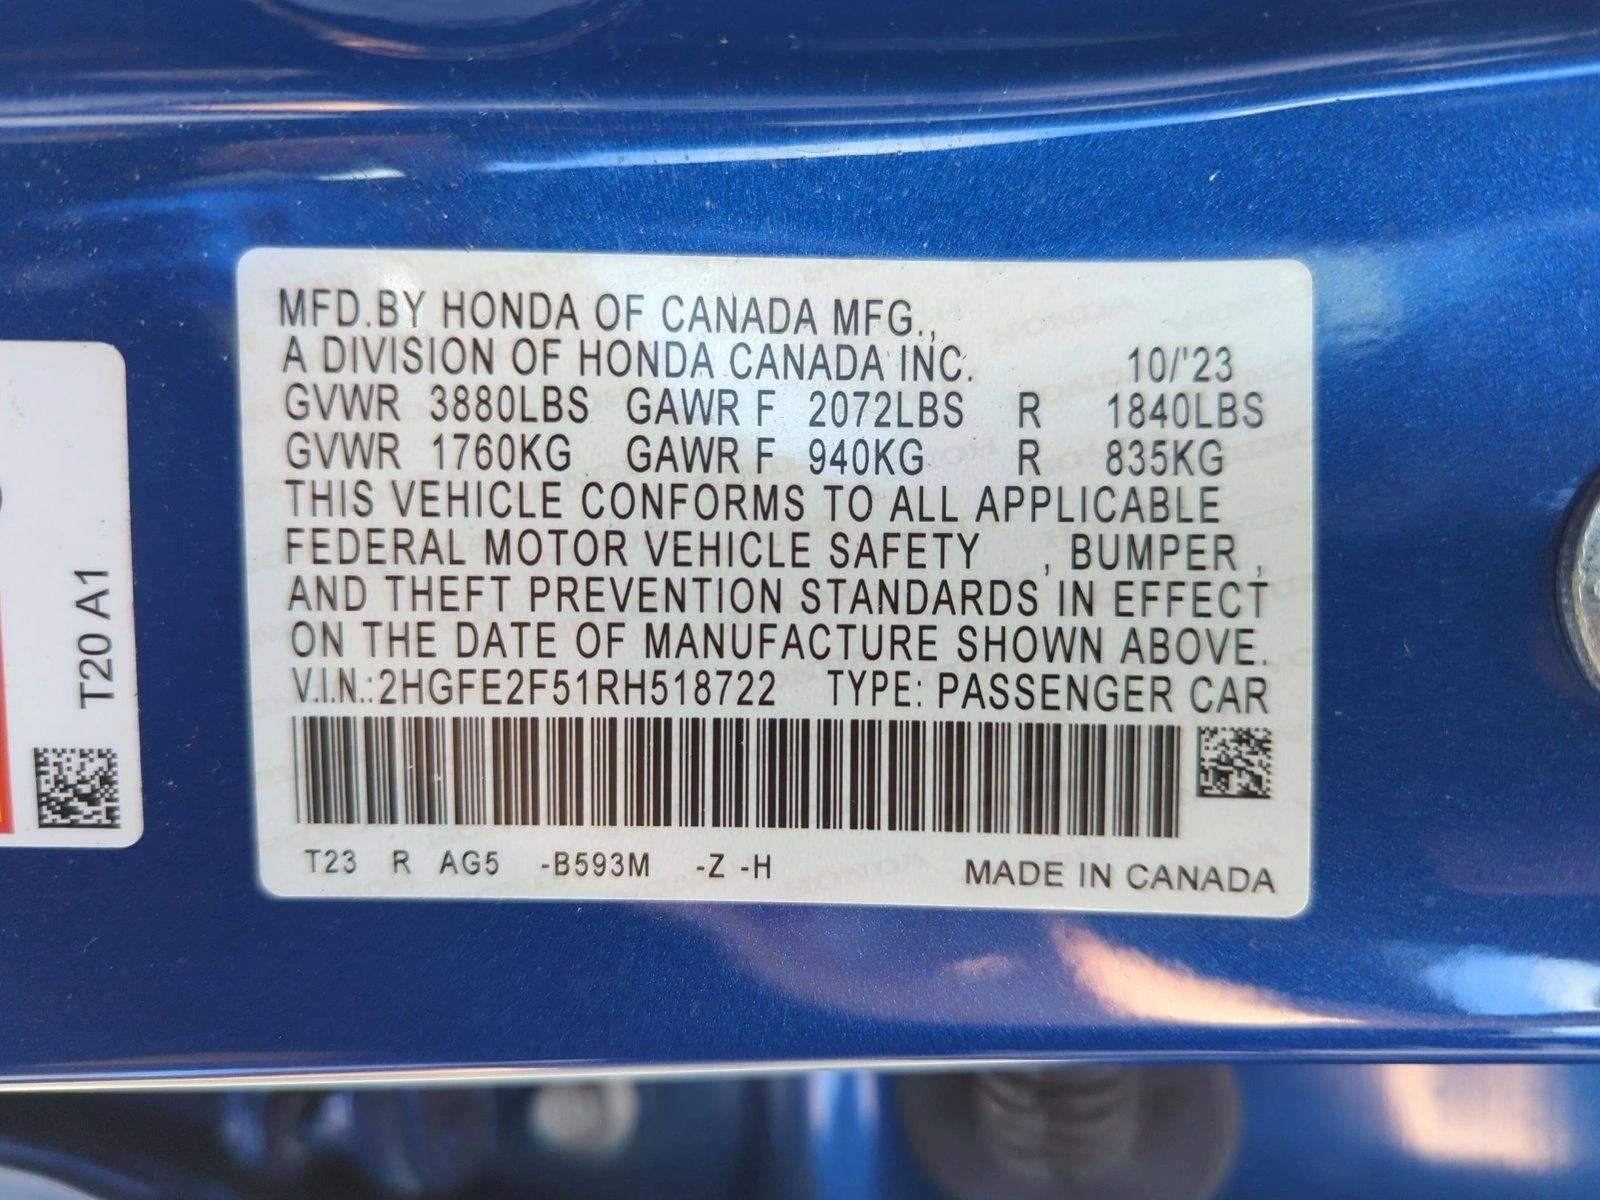 MFD.BY HONDA OF CANADA MFG.,
A DIVISION OF HONDA CANADA INC. 10/'23
GVWR 3880LBS GAWR F 2072LBS R 1840LBS
GVWR 1760KG GAWR F 940KG R 835KG
THIS VEHICLE CONFORMS TO ALL APPLICABLE
FEDERAL MOTOR VEHICLE SAFETY , BUMPER ,
AND THEFT PREVENTION STANDARDS IN EFFECT
ON THE DATE OF MANUFACTURE SHOWN ABOVE.
V.I.N.:2HGFE2F51RH518722 TYPE: PASSENGER CAR
T23 R AG5 -B593M -Z -H MADE IN CANADA
T20 A1